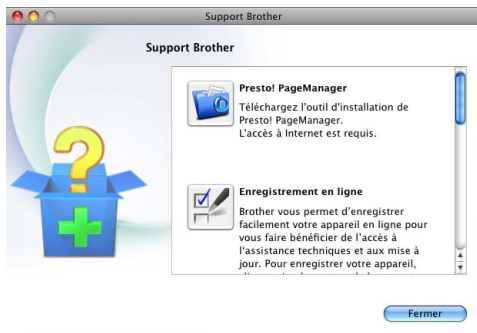 Support Brother
Support Brother
Presto! PageManager
Téléchargez l'outil d'installation de
Presto! PageManager.
L'accès à Internet est requis.
Enregistrement en ligne
Brother vous permet d'enregistrer
facilement votre appareil en ligne pour
vous faire bénéficier de l'accès à
l'assistance techniques et aux mise à
jour. Pour enregistrer votre appareil,
Fermer